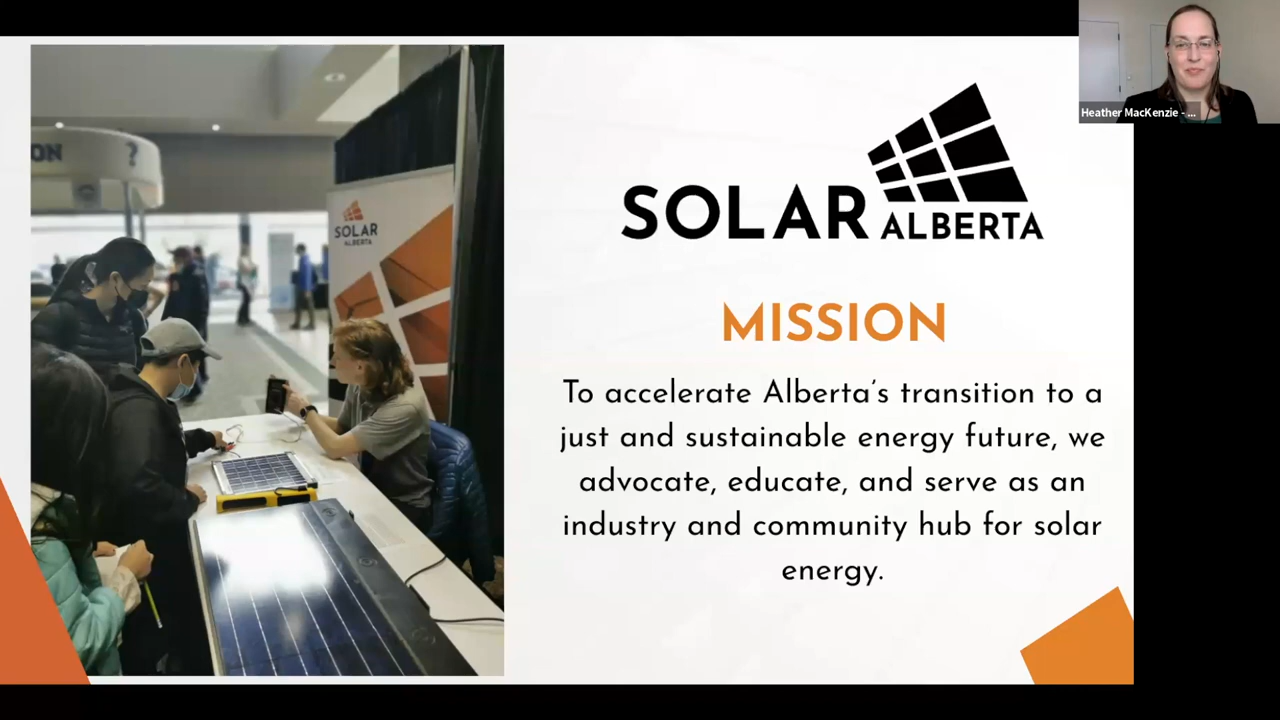 Heather MacKenzie - ...
ON ?
SOLAR
ALBERTA
SOLAR
ALBERTA
MISSION
To accelerate Alberta’s transition to a
just and sustainable energy future, we
advocate, educate, and serve as an
industry and community hub for solar
energy.